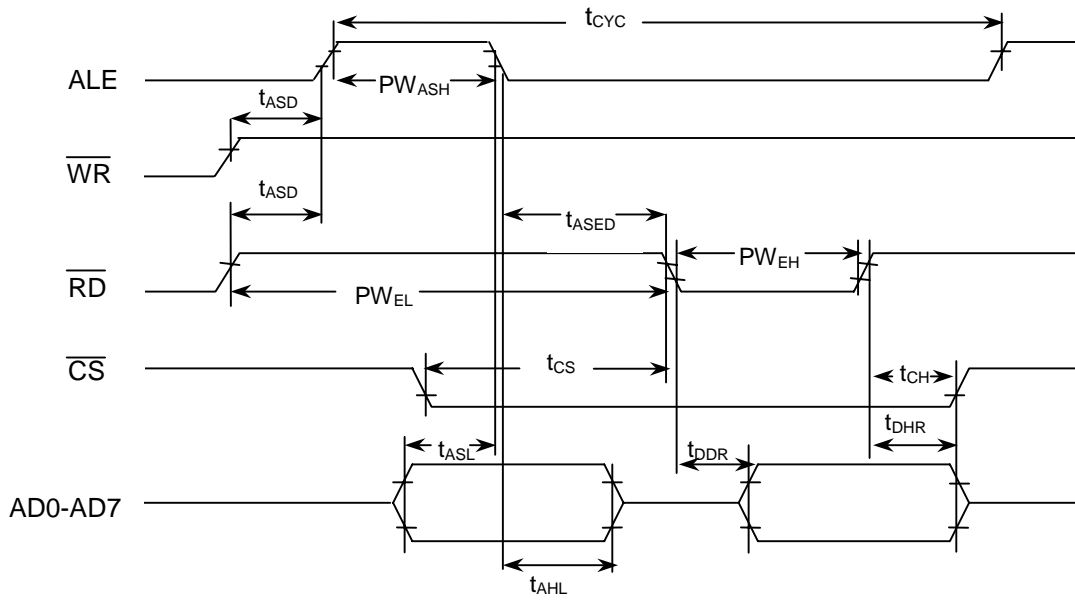 tCYC
ALE
PWASH
tASD
WR
tASD
tASED
PWEH
RD
PWEL
CS
tCS
tCH
tDHR
tASL
tDDR
AD0-AD7
tAHL